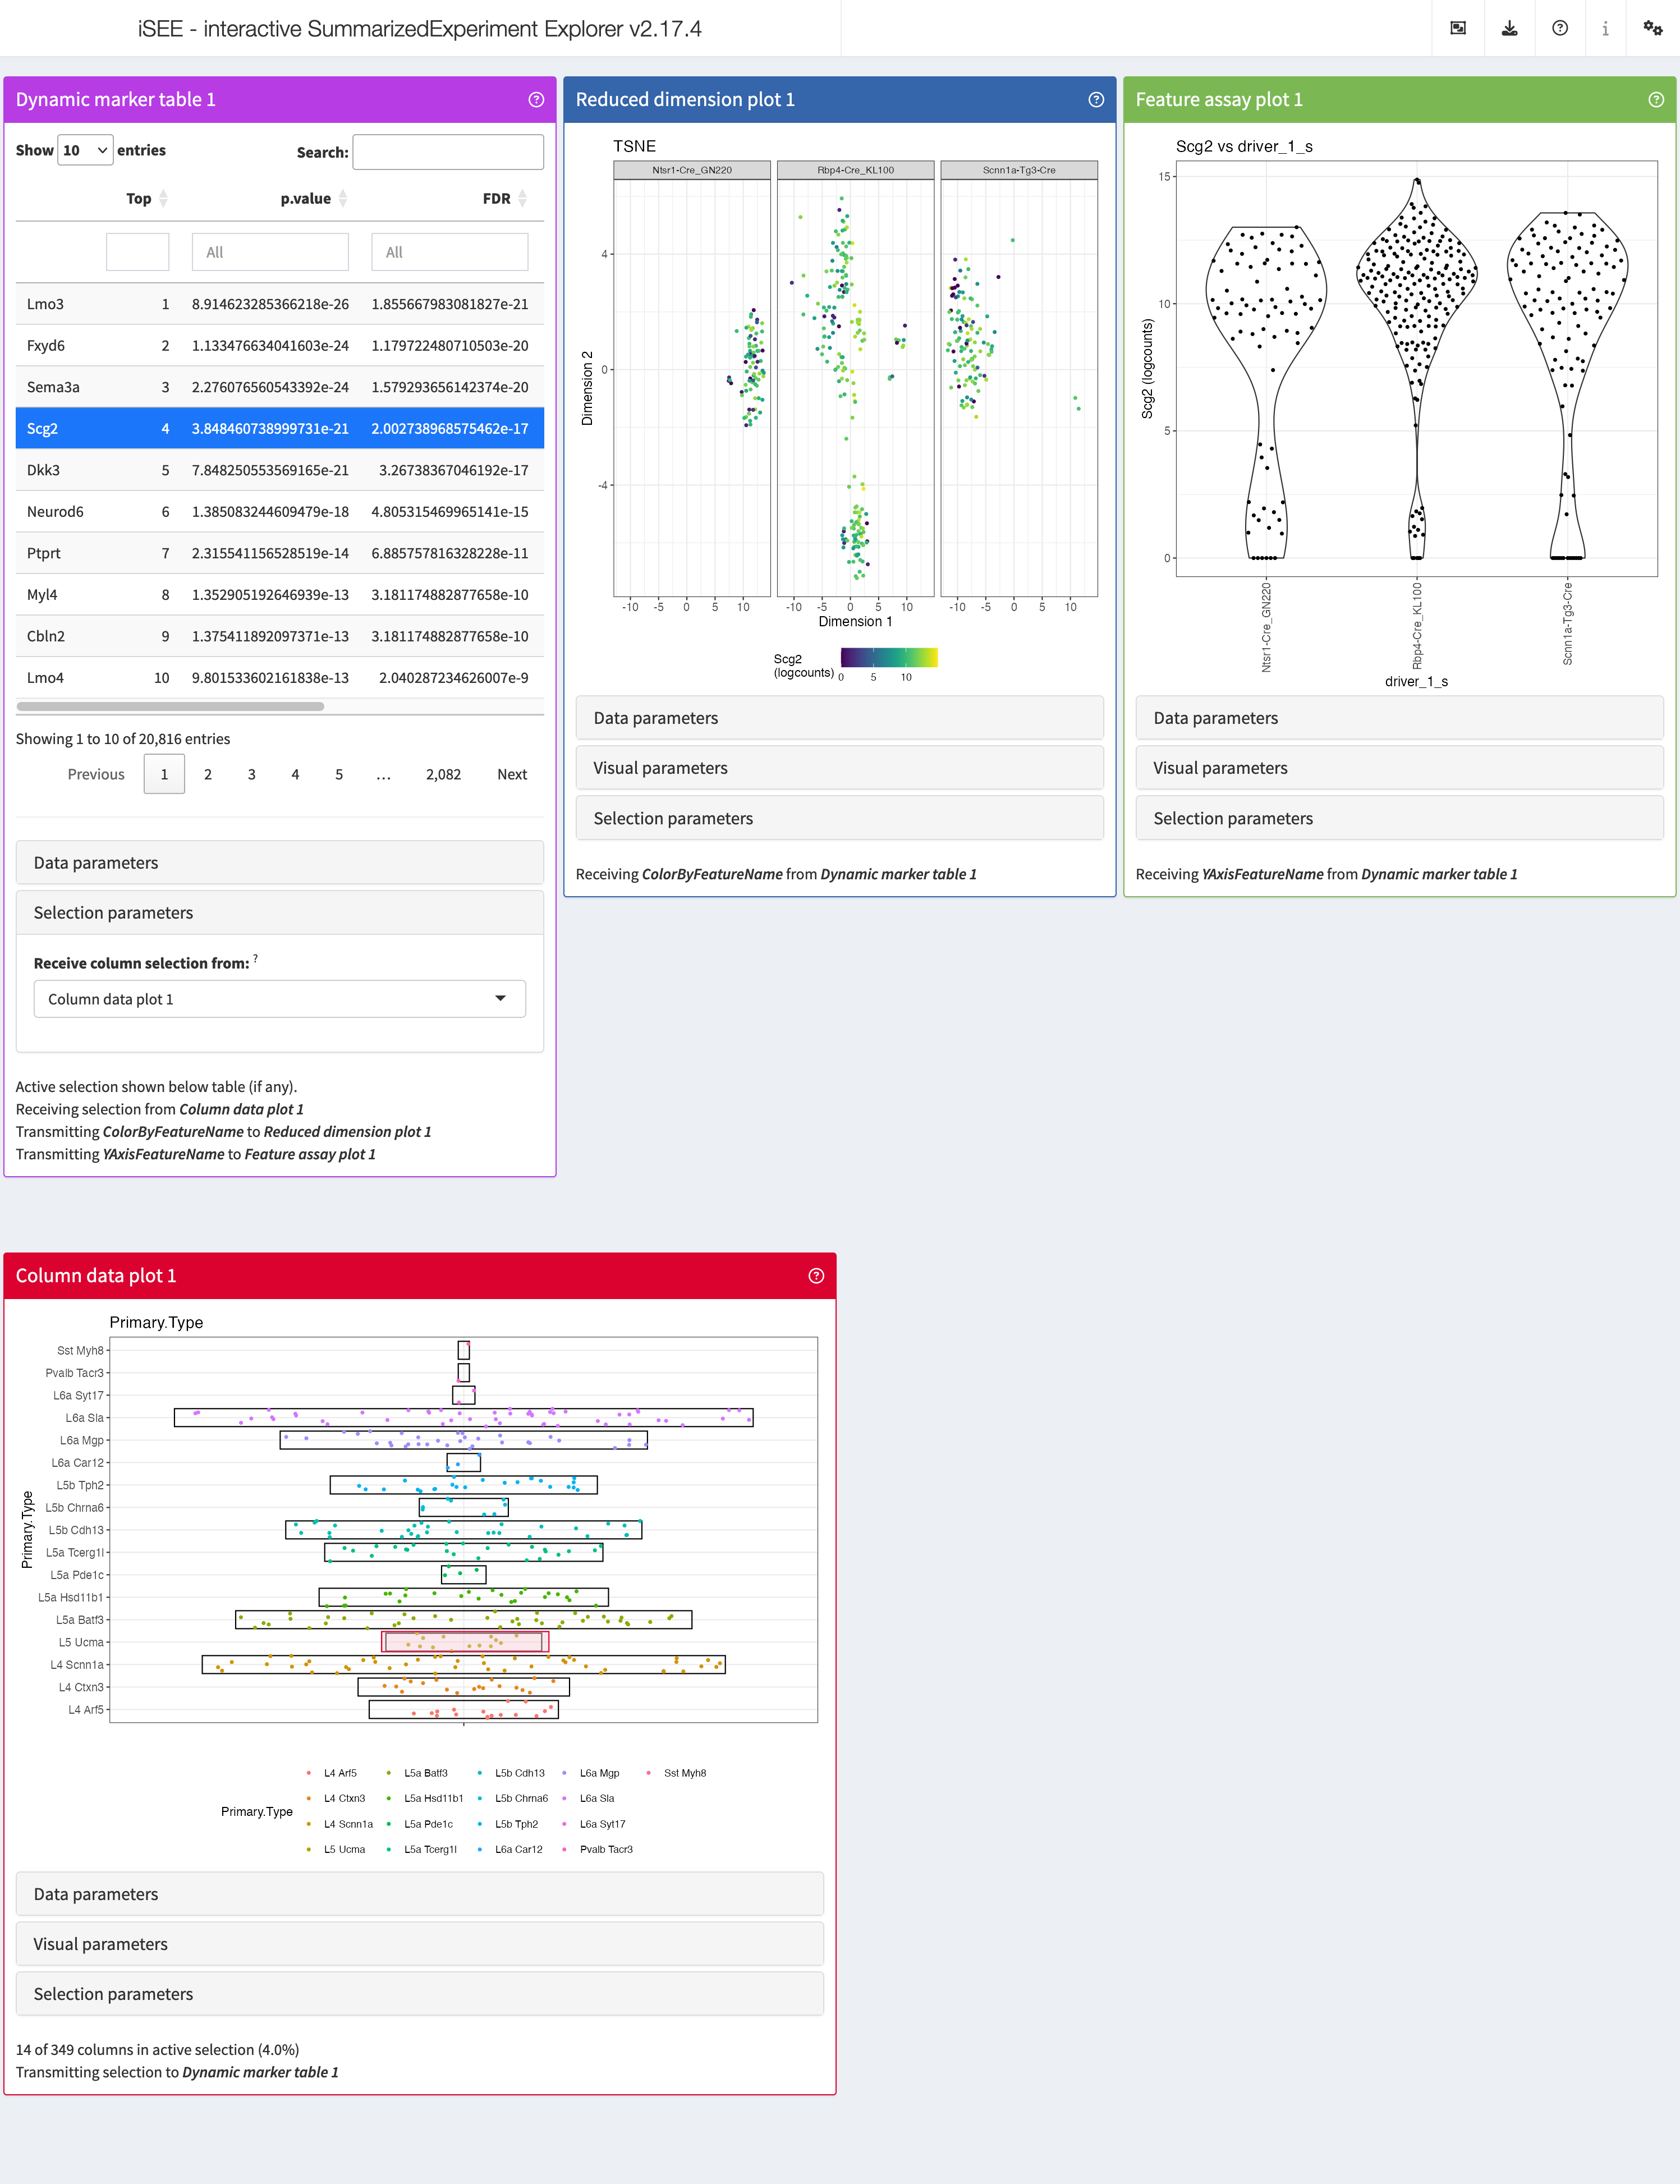 iSEE - interactive SummarizedExperiment Explorer v2.17.4
Dynamic marker table 1
Show 10 entries
Search:
Top p.value FDR
All All
Lmo3 1 8.914623285366218e-26 1.855667983081827e-21
Fxyd6 2 1.133476634041603e-24 1.179722480710503e-20
Sema3a 3 2.276076560543392e-24 1.579293656142374e-20
Scg2 4 3.848460738999731e-21 2.002738968575462e-17
Dkk3 5 7.848250553569165e-21 3.26738367046192e-17
Neurod6 6 1.385083244609479e-18 4.805315469965141e-15
Ptprt 7 2.315541156528519e-14 6.885757816328228e-11
Myl4 8 1.352905192646939e-13 3.181174882877658e-10
Cbln2 9 1.375411892097371e-13 3.181174882877658e-10
Lmo4 10 9.801533602161838e-13 2.040287234626007e-9
Showing 1 to 10 of 20,816 entries
Previous 1 2 3 4 5 … 2,082 Next
Data parameters
Selection parameters
Receive column selection from: ?
Column data plot 1
Active selection shown below table (if any).
Receiving selection from Column data plot 1
Transmitting ColorByFeatureName to Reduced dimension plot 1
Transmitting YAxisFeatureName to Feature assay plot 1
Reduced dimension plot 1
TSNE
Ntsr1-Cre_GN220 Rbp4-Cre_KL100 Scnn1a-Tg3-Cre
4
0
-4
Dimension 2
-10 -5 0 5 10 -10 -5 0 5 10 -10 -5 0 5 10
Dimension 1
Scg2
(logcounts)
0 5 10
Data parameters
Visual parameters
Selection parameters
Receiving ColorByFeatureName from Dynamic marker table 1
Feature assay plot 1
Scg2 vs driver_1_s
15
10
5
0
Scg2 (logcounts)
Ntsr1-Cre_GN220
Rbp4-Cre_KL100
Scnn1a-Tg3-Cre
driver_1_s
Data parameters
Visual parameters
Selection parameters
Receiving YAxisFeatureName from Dynamic marker table 1
Column data plot 1
Primary.Type
Sst Myh8
Pvalb Tacr3
L6a Syt17
L6a Sla
L6a Mgp
L6a Car12
L5b Tph2
L5b Chrna6
L5b Cdh13
L5a Tcerg1l
L5a Pde1c
L5a Hsd11b1
L5a Batf3
L5 Ucma
L4 Scnn1a
L4 Ctxn3
L4 Arf5
Primary.Type
Primary.Type
L4 Arf5 L5a Batf3 L5b Cdh13 L6a Mgp Sst Myh8
L4 Ctxn3 L5a Hsd11b1 L5b Chrna6 L6a Sla
L4 Scnn1a L5a Pde1c L5b Tph2 L6a Syt17
L5 Ucma L5a Tcerg1l L6a Car12 Pvalb Tacr3
Data parameters
Visual parameters
Selection parameters
14 of 349 columns in active selection (4.0%)
Transmitting selection to Dynamic marker table 1